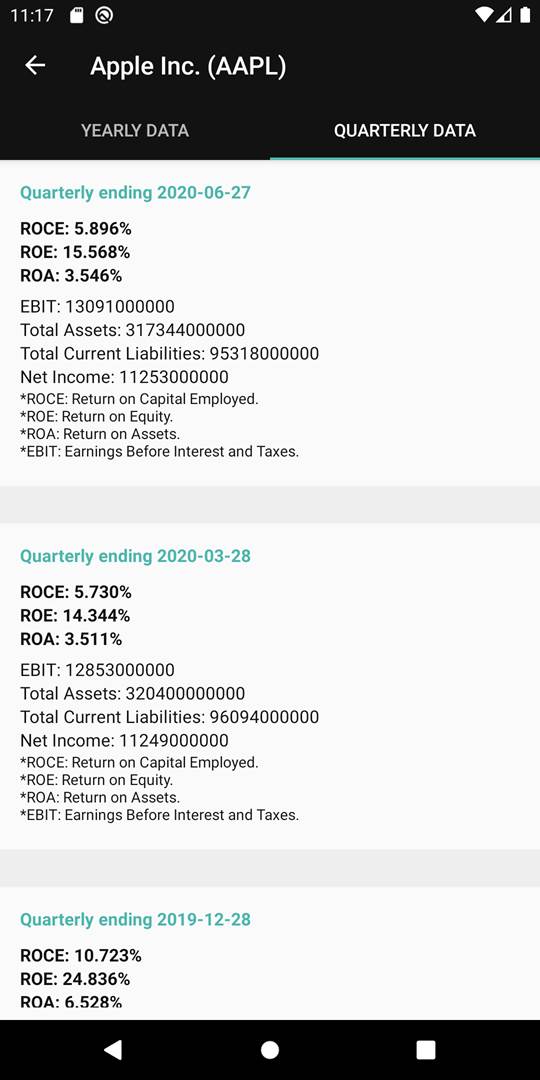 11:17
Apple Inc. (AAPL)
YEARLY DATA
QUARTERLY DATA
Quarterly ending 2020-06-27
ROCE: 5.896%
ROE: 15.568%
ROA: 3.546%
EBIT: 13091000000
Total Assets: 317344000000
Total Current Liabilities: 95318000000
Net Income: 11253000000
*ROCE: Return on Capital Employed.
*ROE: Return on Equity.
*ROA: Return on Assets.
*EBIT: Earnings Before Interest and Taxes.
Quarterly ending 2020-03-28
ROCE: 5.730%
ROE: 14.344%
ROA: 3.511%
EBIT: 12853000000
Total Assets: 320400000000
Total Current Liabilities: 96094000000
Net Income: 11249000000
*ROCE: Return on Capital Employed.
*ROE: Return on Equity.
*ROA: Return on Assets.
*EBIT: Earnings Before Interest and Taxes.
Quarterly ending 2019-12-28
ROCE: 10.723%
ROE: 24.836%
ROA: 6.528%